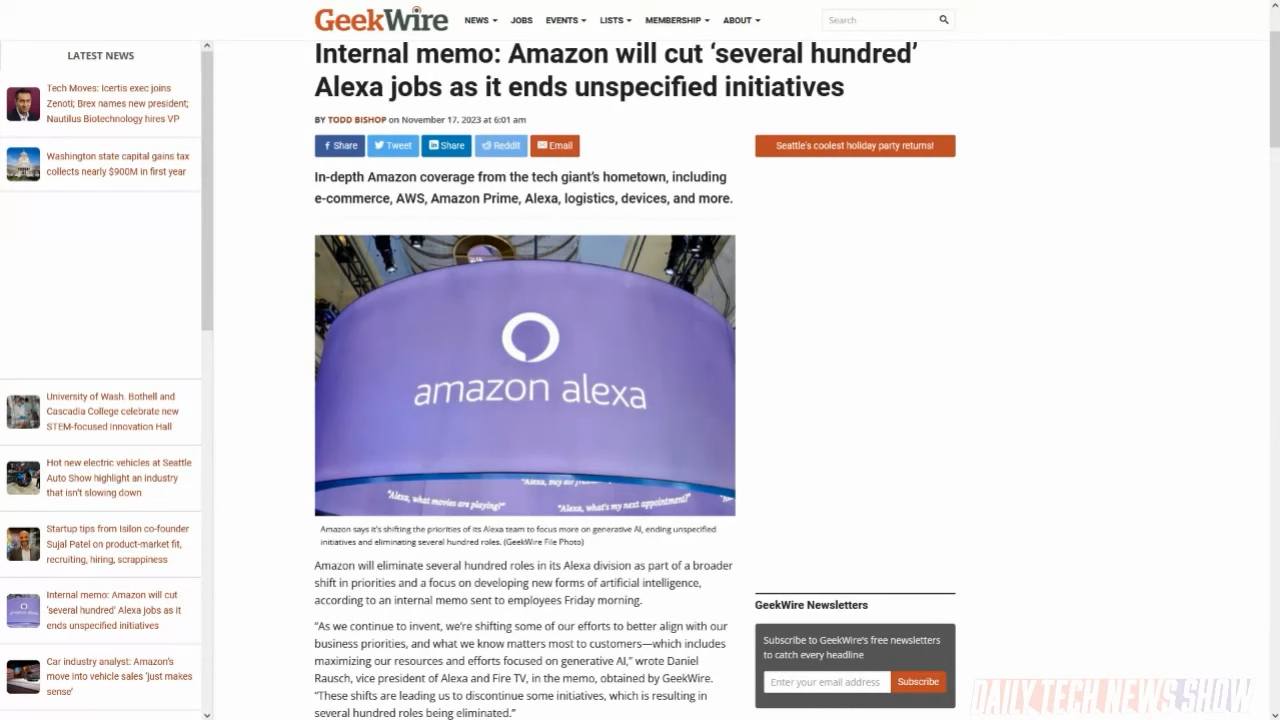 GeekWire
NEWS JOBS EVENTS LISTS MEMBERSHIP ABOUT
Search
LATEST NEWS
Tech Moves: Icertis exec joins
Zenoti; Brex names new president;
Nautilus Biotechnology hires VP
Washington state capital gains tax
collects nearly $900M in first year
University of Wash. Bothell and
Cascadia College celebrate new
STEM-focused Innovation Hall
Hot new electric vehicles at Seattle
Auto Show highlight an industry
that isn't slowing down
Startup tips from Isilon co-founder
Sujal Patel on product-market fit,
recruiting, hiring, scrappiness
Internal memo: Amazon will cut
'several hundred' Alexa jobs as it
ends unspecified initiatives
Car industry analyst: Amazon's
move into vehicle sales 'just makes
sense'
Internal memo: Amazon will cut 'several hundred'
Alexa jobs as it ends unspecified initiatives
BY TODD BISHOP on November 17, 2023 at 6:01 am
Share Tweet Share Reddit Email
In-depth Amazon coverage from the tech giant's hometown, including
e-commerce, AWS, Amazon Prime, Alexa, logistics, devices, and more.
amazon alexa
"Alexa, what movies are playing?"
"Alexa, buy air
"Alexa, what's my next appointment?"
Amazon says it's shifting the priorities of its Alexa team to focus more on generative AI, ending unspecified
initiatives and eliminating several hundred roles. (GeekWire File Photo)
Amazon will eliminate several hundred roles in its Alexa division as part of a broader
shift in priorities and a focus on developing new forms of artificial intelligence,
according to an internal memo sent to employees Friday morning.
"As we continue to invent, we're shifting some of our efforts to better align with our
business priorities, and what we know matters most to customers—which includes
maximizing our resources and efforts focused on generative AI," wrote Daniel
Rausch, vice president of Alexa and Fire TV, in the memo, obtained by GeekWire.
"These shifts are leading us to discontinue some initiatives, which is resulting in
several hundred roles being eliminated."
Seattle's coolest holiday party returns!
GeekWire Newsletters
Subscribe to GeekWire's free newsletters
to catch every headline
Enter your email address Subscribe
DAILY TECH NEWS SHOW